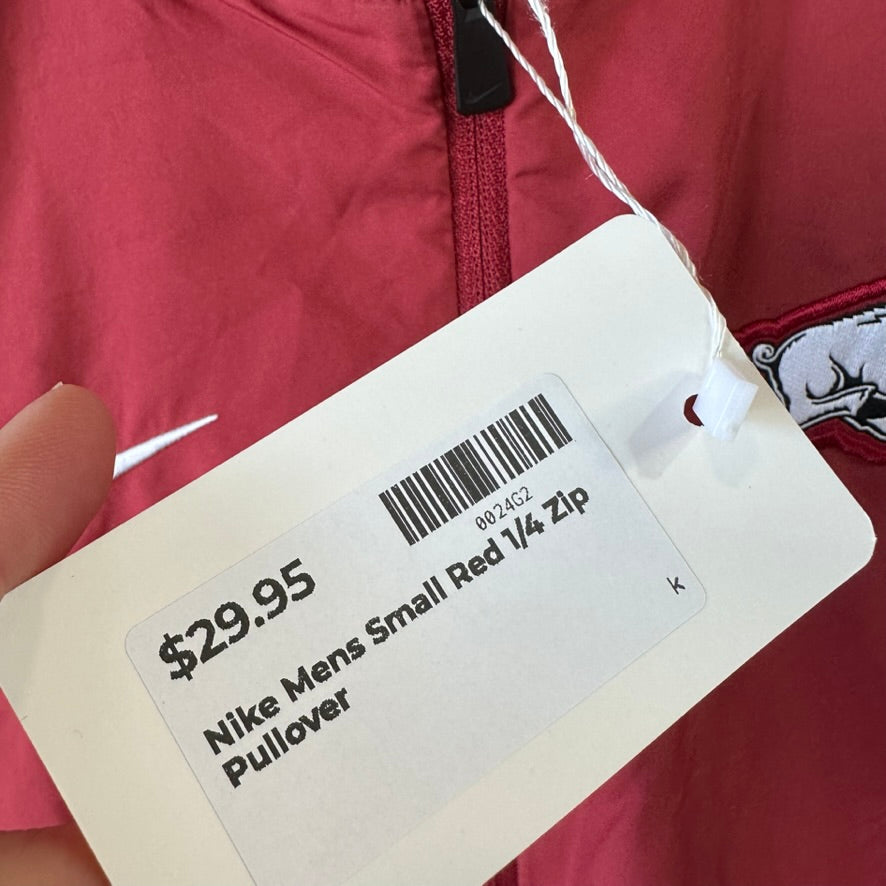 0024G2
$29.95
Nike Mens Small Red 1/4 Zip
Pullover
k